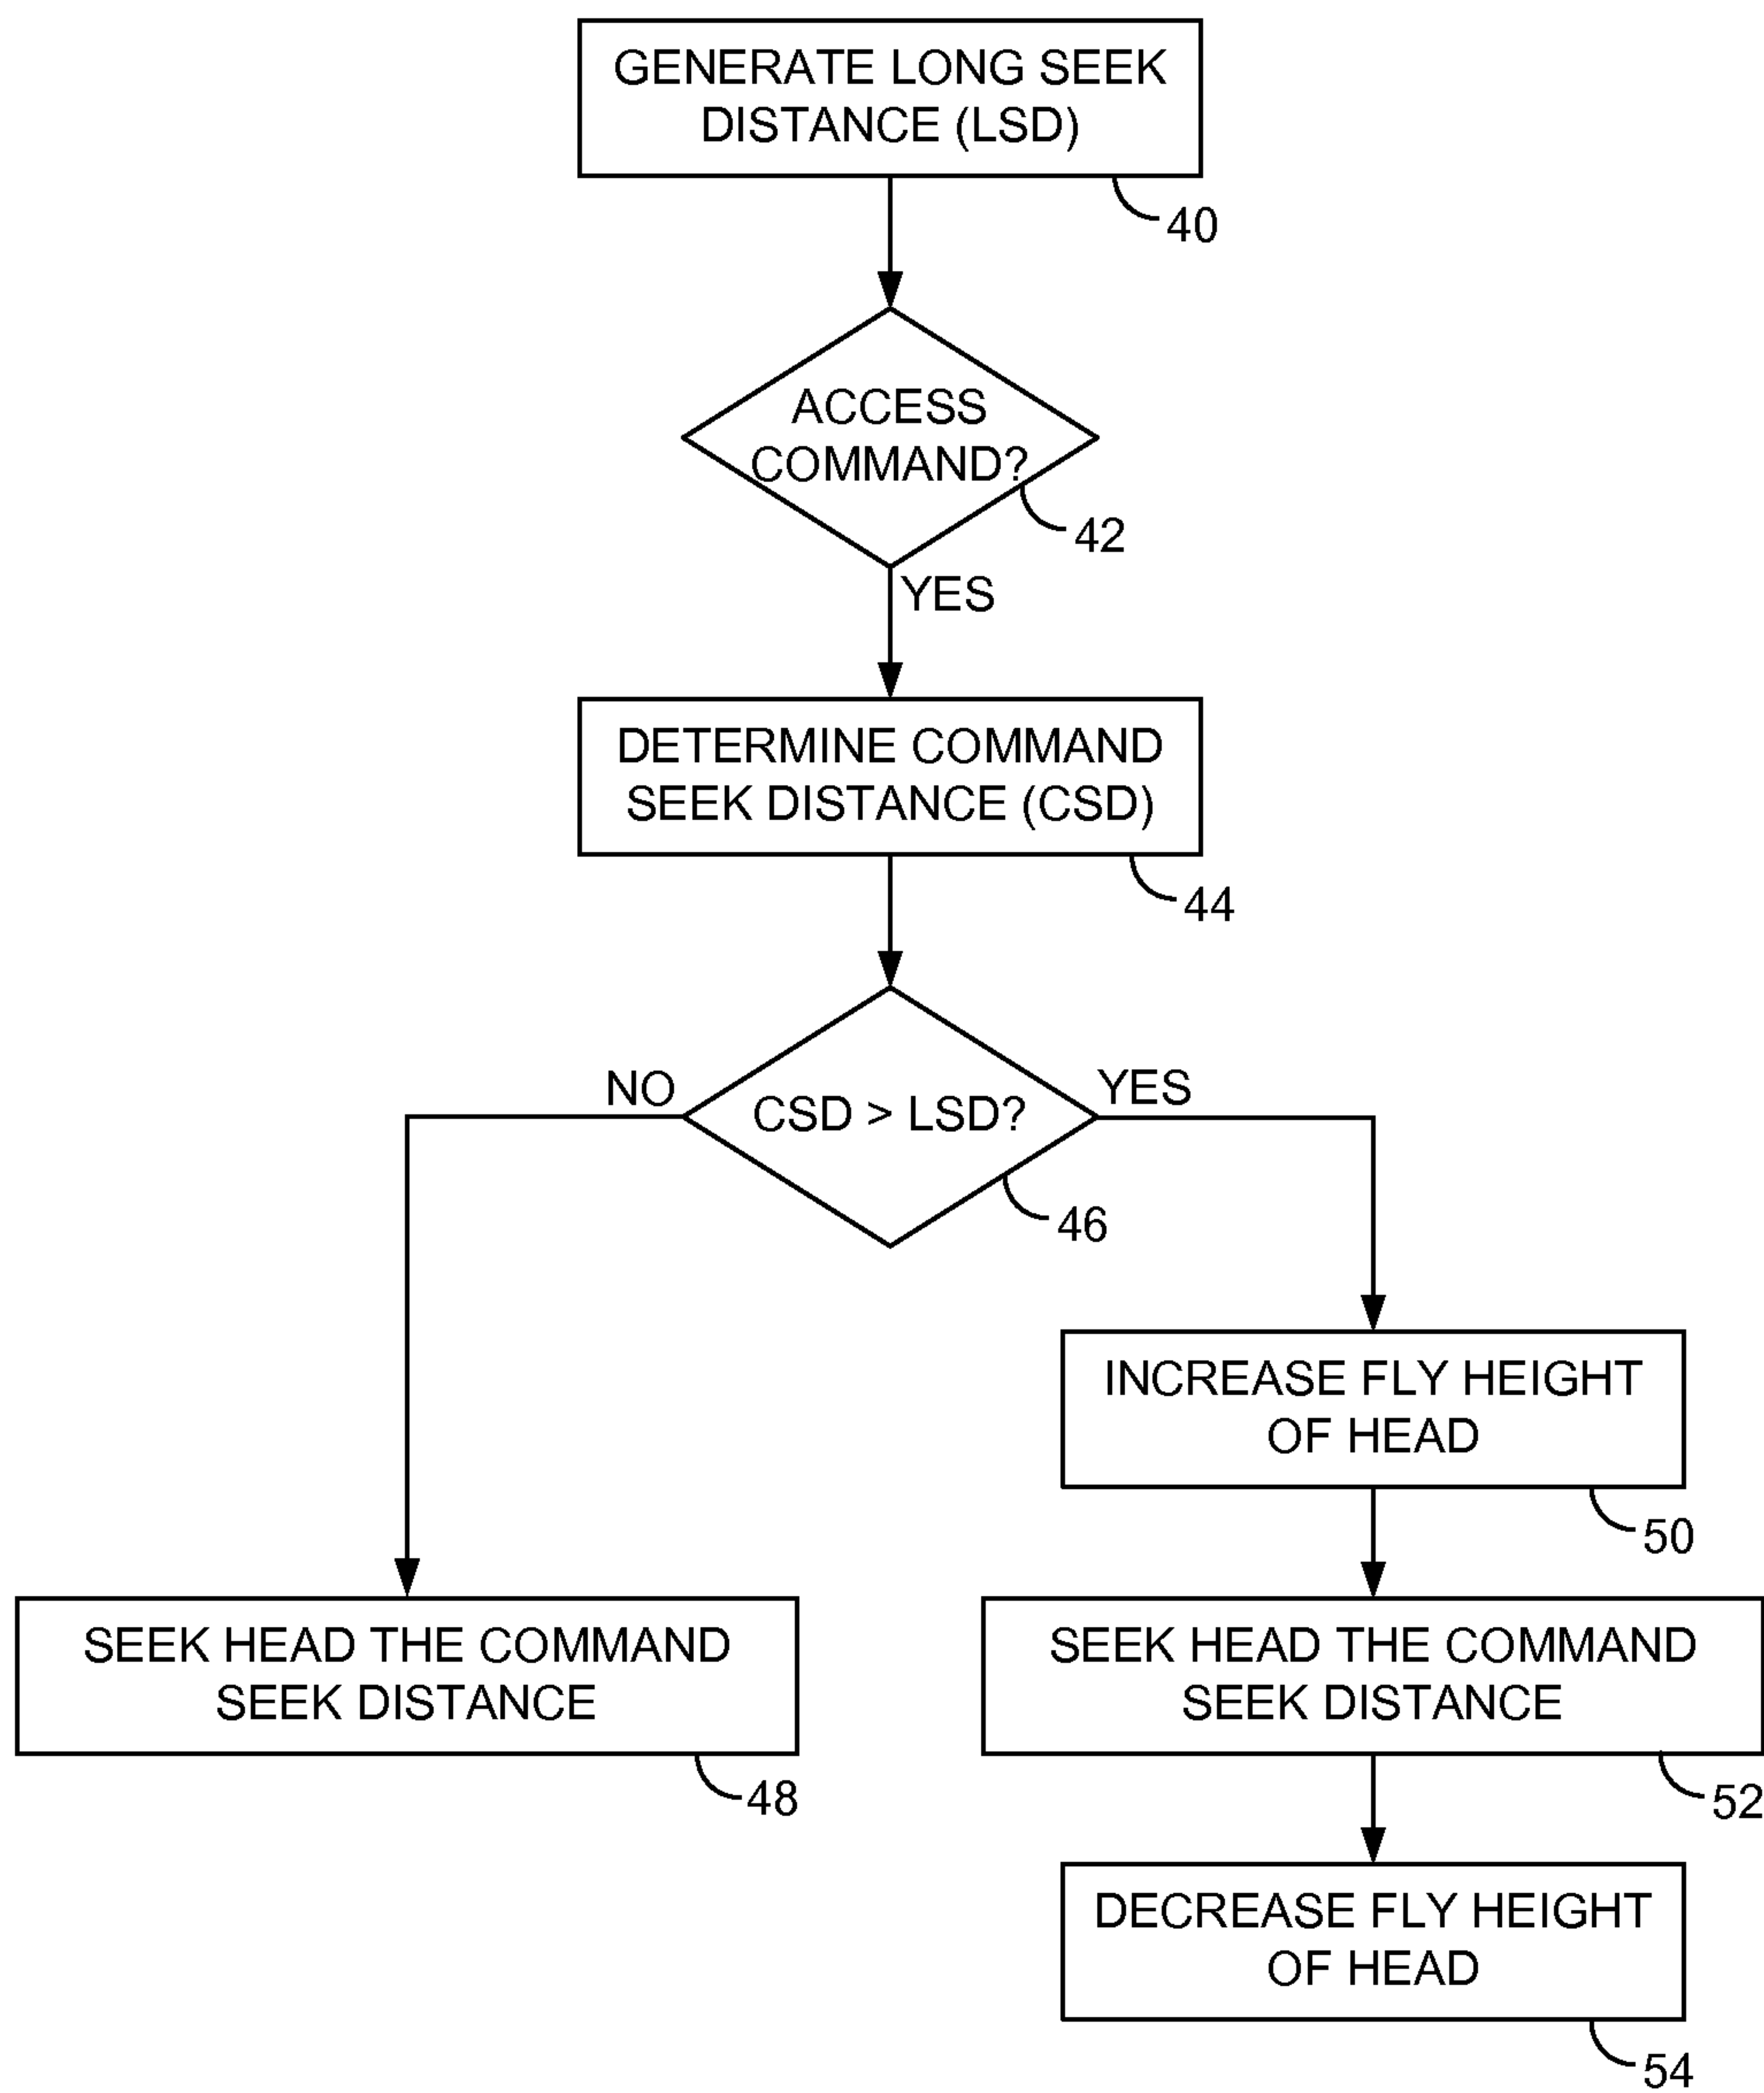 GENERATE LONG SEEK
DISTANCE (LSD)
40
ACCESS
COMMAND?
42
YES
DETERMINE COMMAND
SEEK DISTANCE (CSD)
44
NO
YES
CSD > LSD?
46
INCREASE FLY HEIGHT
OF HEAD
50
SEEK HEAD THE COMMAND
SEEK DISTANCE
48
SEEK HEAD THE COMMAND
SEEK DISTANCE
52
DECREASE FLY HEIGHT
OF HEAD
54